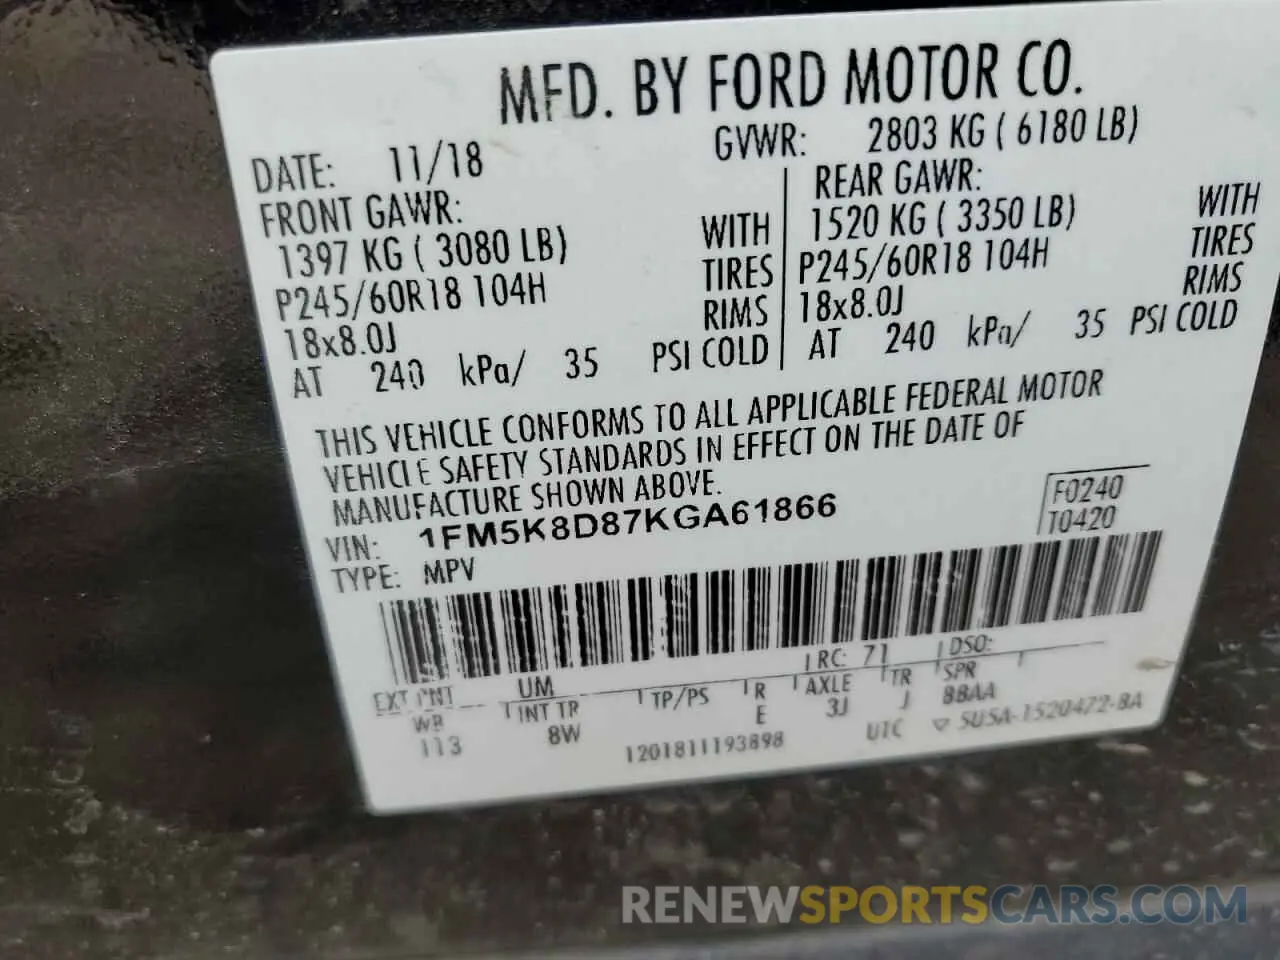 MFD. BY FORD MOTOR CO.
DATE: 11/18 GVWR: 2803 KG ( 6180 LB)
FRONT GAWR:
1397 KG ( 3080 LB) WITH
P245/60R18 104H TIRES
18x8.0J RIMS
AT 240 kPa/ 35 PSI COLD
REAR GAWR:
1520 KG ( 3350 LB) WITH
P245/60R18 104H TIRES
18x8.0J RIMS
AT 240 kPa/ 35 PSI COLD
THIS VEHICLE CONFORMS TO ALL APPLICABLE FEDERAL MOTOR
VEHICLE SAFETY STANDARDS IN EFFECT ON THE DATE OF
MANUFACTURE SHOWN ABOVE.
VIN: 1FM5K8D87KGA61866
TYPE: MPV
F0240
T0420
EXT PNT UM RC: 71 DSO:
WB INT TR TP/PS R AXLE TR SPR
113 8W E 3J J BBAA
1201811193898 UTC ▽ 5U5A-1520472-BA
RENEWSPORTSCARS.COM